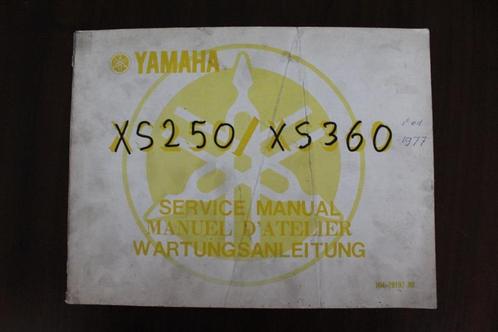 YAMAHA
XS250/XS360
1977
SERVICE MANUAL
MANUEL D'ATELIER
WARTUNGSANLEITUNG